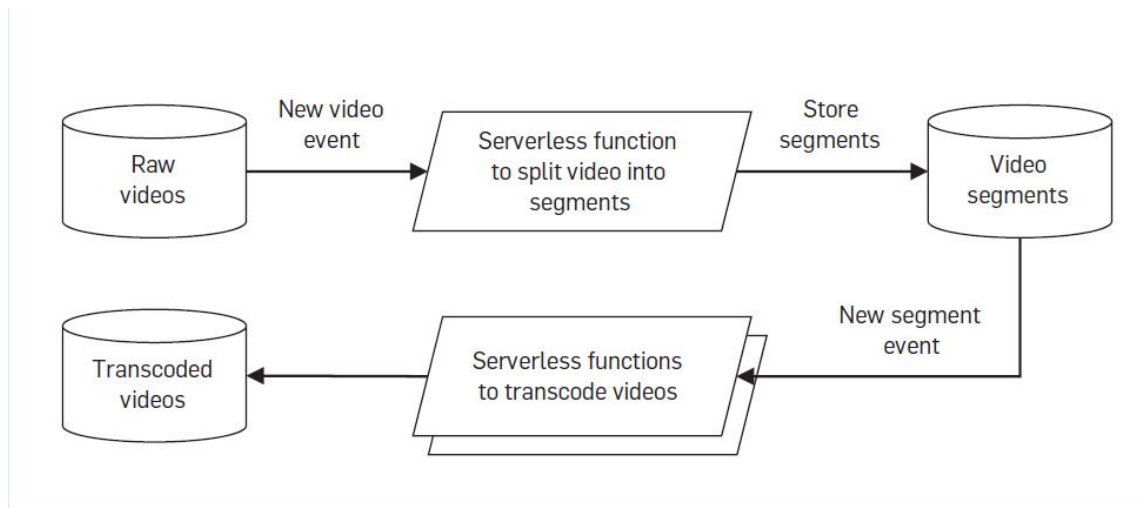 Raw
videos
New video
event
Serverless function
to split video into
segments
Store
segments
Video
segments
New segment
event
Serverless functions
to transcode videos
Transcoded
videos